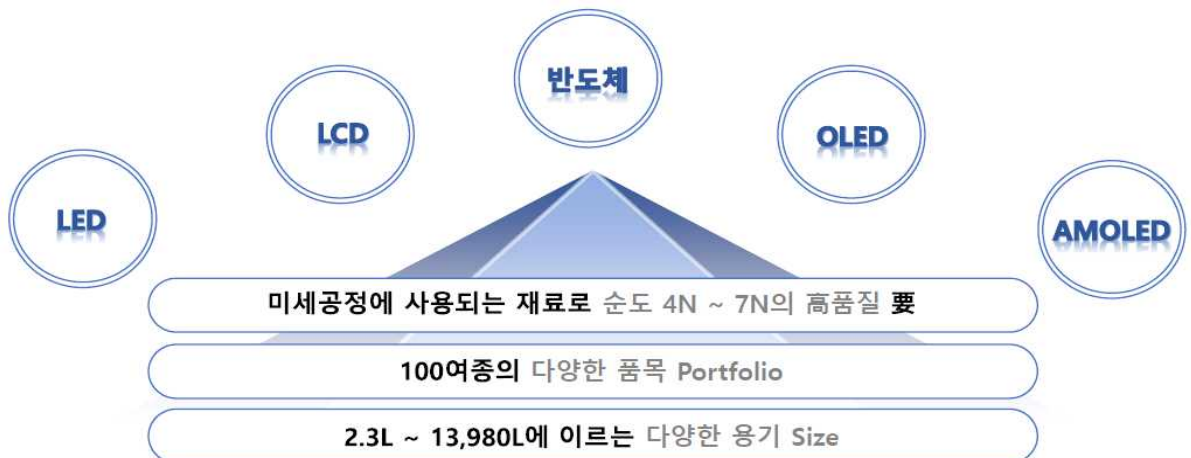 반도체
LCD
OLED
LED
AMOLED
미세공정에 사용되는 재료로 순도 4N ~ 7N의 高품질 要
100여종의 다양한 품목 Portfolio
2.3L ~ 13,980L에 이르는 다양한 용기 Size